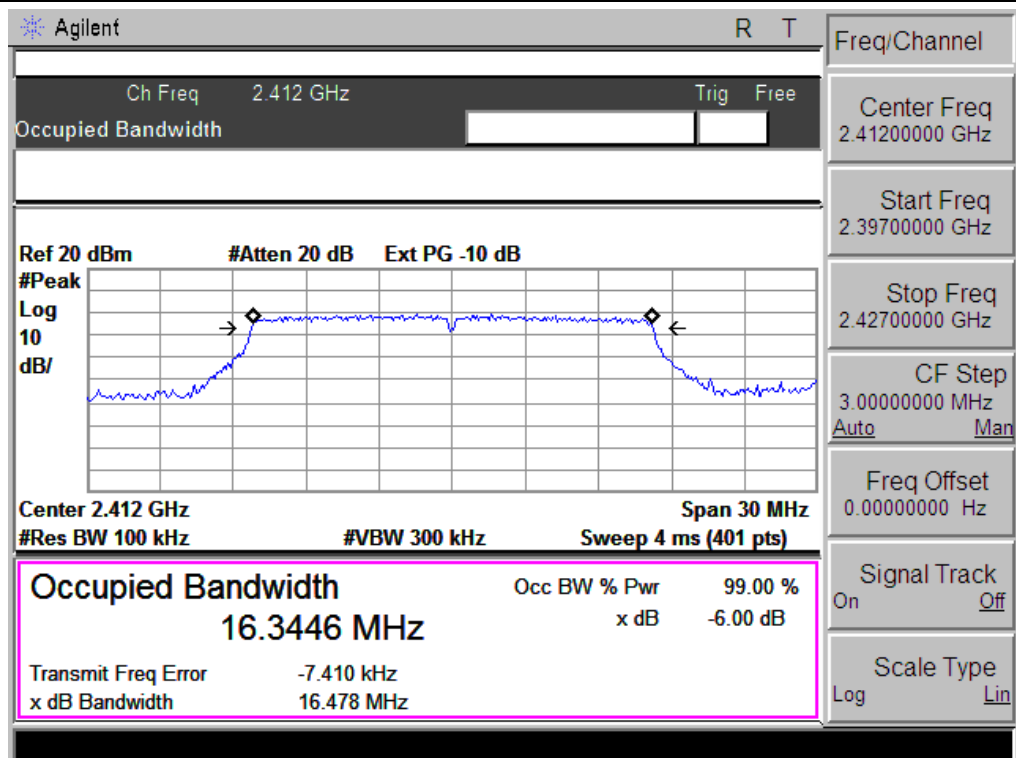 Agilent R T
Ch Freq 2.412 GHz Trig Free
Occupied Bandwidth
Ref 20 dBm #Atten 20 dB Ext PG -10 dB
#Peak
Log
10
dB/
Center 2.412 GHz Span 30 MHz
#Res BW 100 kHz #VBW 300 kHz Sweep 4 ms (401 pts)
Occupied Bandwidth Occ BW % Pwr 99.00 %
16.3446 MHz x dB -6.00 dB
Transmit Freq Error -7.410 kHz
x dB Bandwidth 16.478 MHz
Freq/Channel
Center Freq
2.41200000 GHz
Start Freq
2.39700000 GHz
Stop Freq
2.42700000 GHz
CF Step
3.00000000 MHz
Auto Man
Freq Offset
0.00000000 Hz
Signal Track
On Off
Scale Type
Log Lin